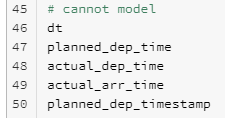 45 # cannot model
46 dt
47 planned_dep_time
48 actual_dep_time
49 actual_arr_time
50 planned_dep_timestamp